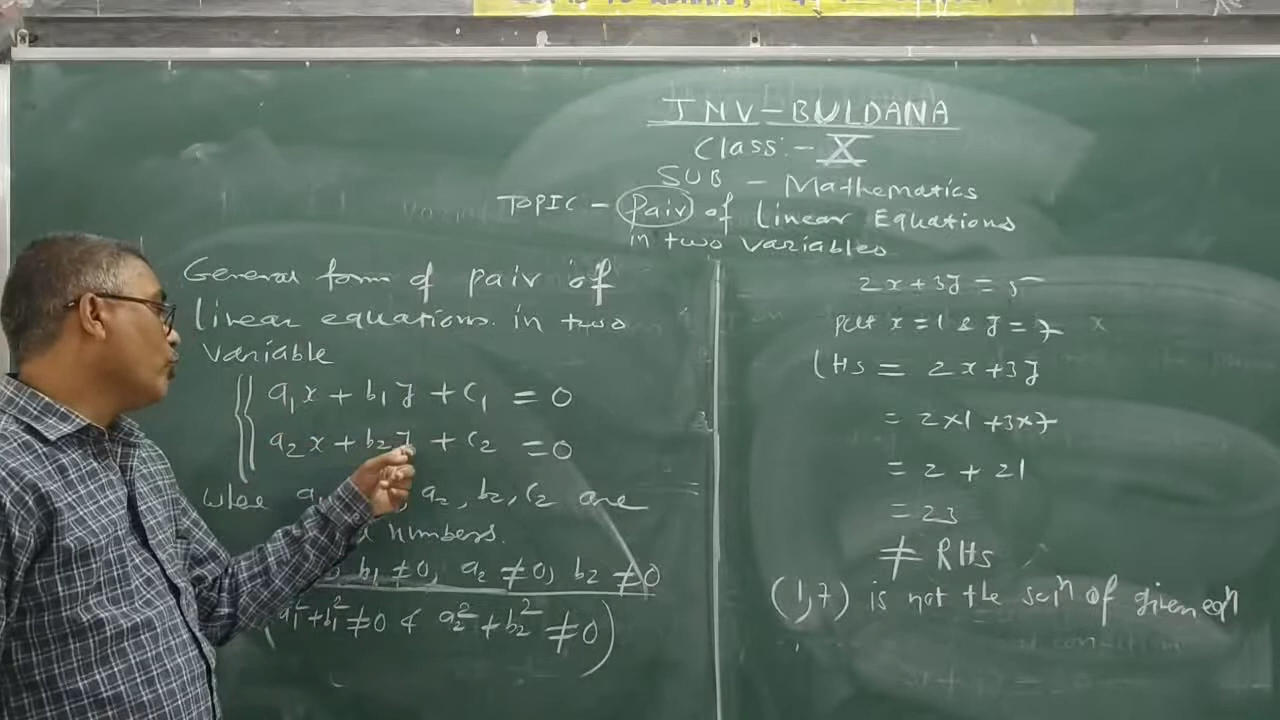 JNV-BULDANA
Class:- X
SUB - Mathematics
TOPIC - Pair of Linear Equations
in two variables
General form of pair of
linear equations in two
variable
a₁x + b₁y + c₁ = 0
a₂x + b₂y + c₂ = 0
a₂, b₂, c₂ are
numbers.
b₁ ≠ 0, a₂ ≠ 0, b₂ ≠ 0
a₁² + b₁² ≠ 0 & a₂² + b₂² ≠ 0)
2x + 3y = 5
put x = 1 & y = 7
LHS = 2x + 3y
= 2×1 + 3×7
= 2 + 21
= 23
≠ RHS
(1,7) is not the solⁿ of given eqⁿ